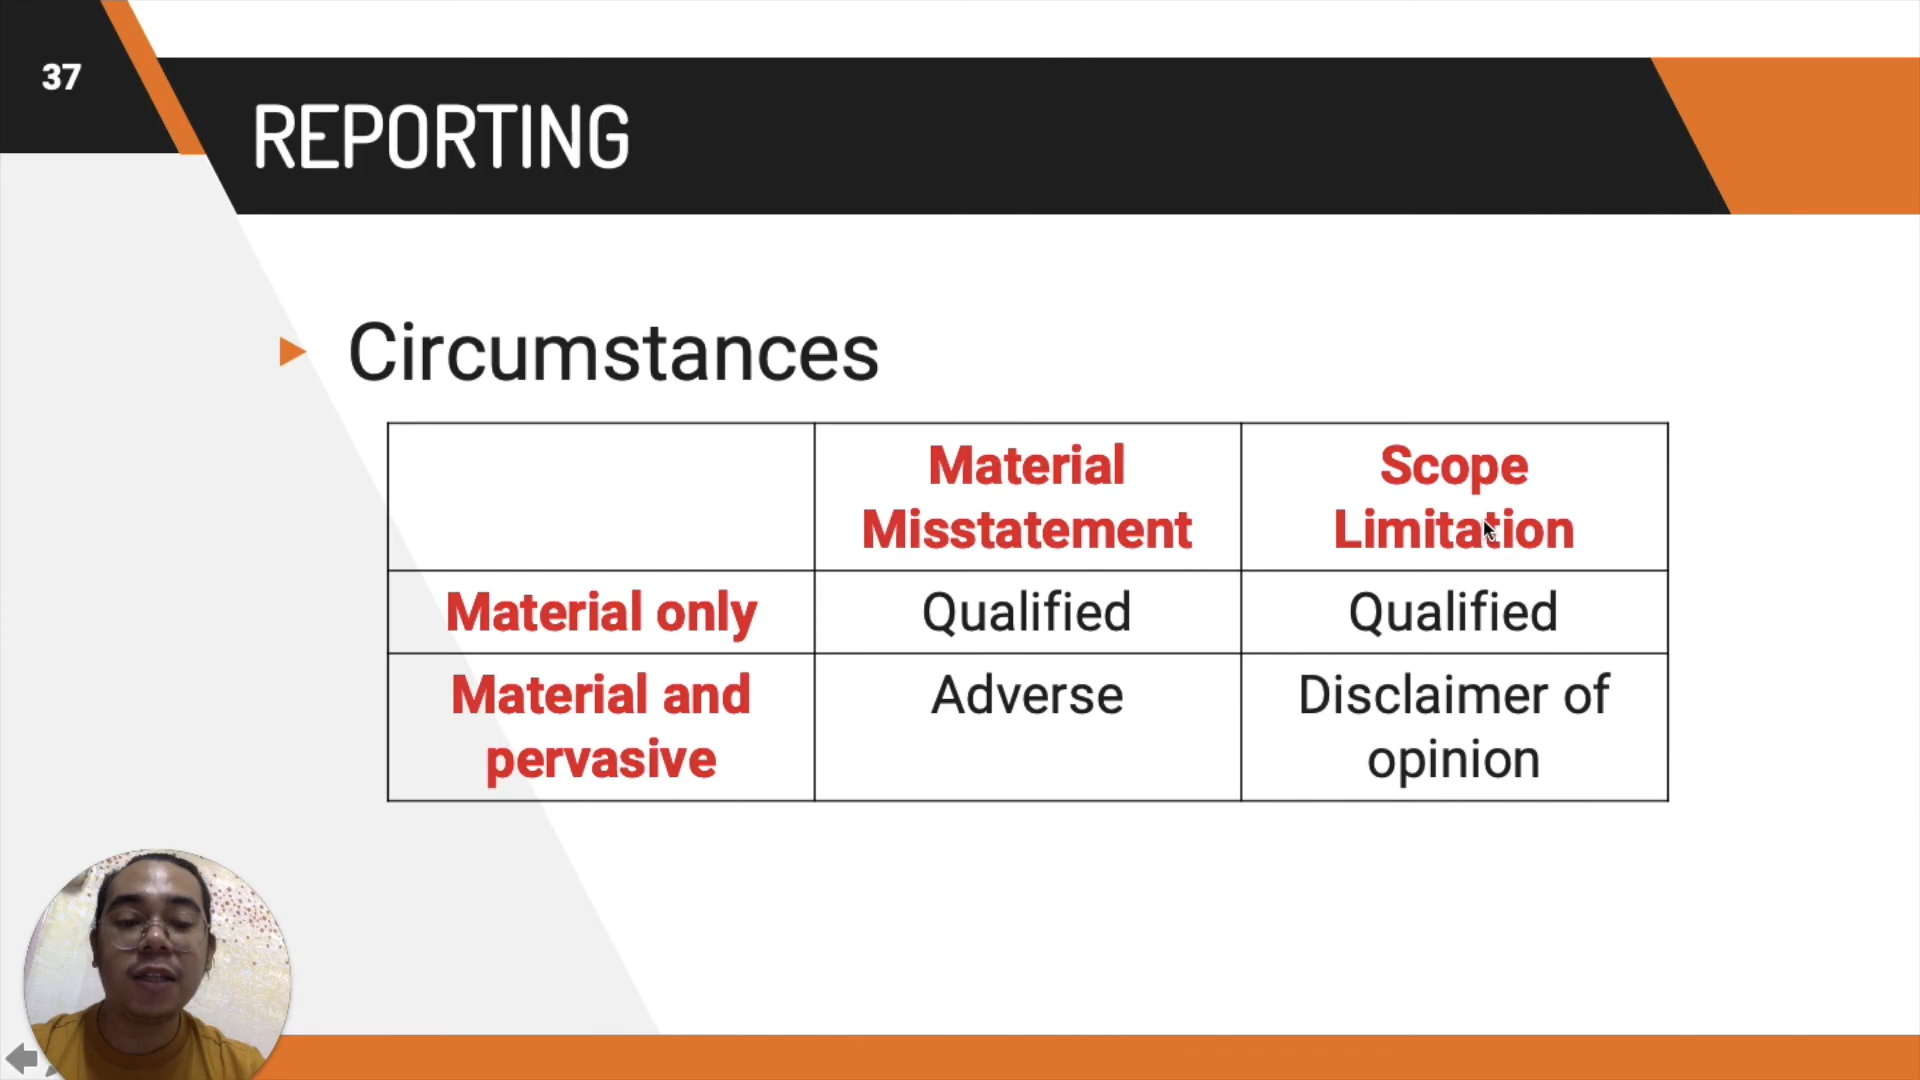 37
REPORTING
Circumstances
Material
Misstatement
Scope
Limitation
Material only
Qualified
Qualified
Material and
pervasive
Adverse
Disclaimer of
opinion